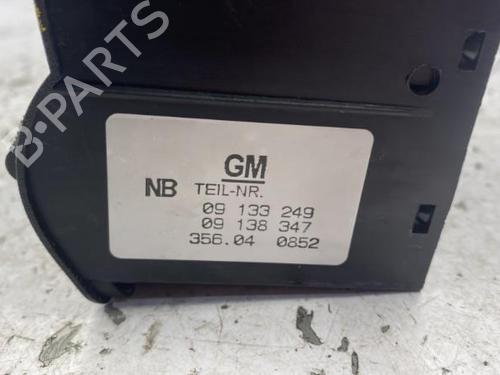 B-PARTS
GM
NB TEIL-NR.
09 133 249
09 138 347
356.04 0852